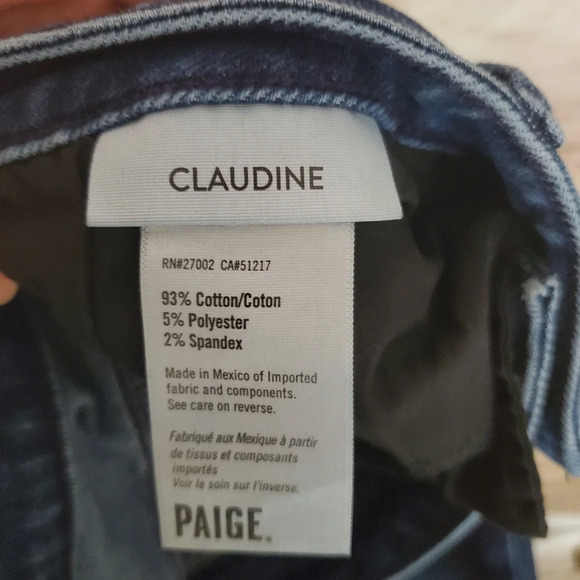 CLAUDINE
RN#27002 CA#51217
93% Cotton/Coton
5% Polyester
2% Spandex
Made in Mexico of Imported
fabric and components.
See care on reverse.
Fabriqué aux Mexique à partir
de tissus et composants
importés
Voir le soin sur l'inverse.
PAIGE.